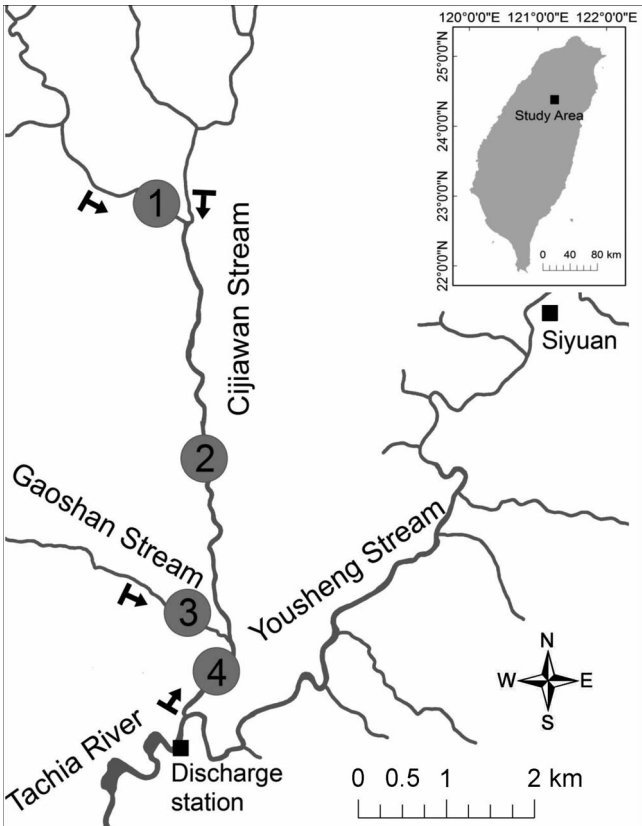 120°0'0"E 121°0'0"E 122°0'0"E
25°0'0"N
24°0'0"N
23°0'0"N
22°0'0"N
Study Area
0 40 80 km
1
Cijiawan Stream
Siyuan
2
Gaoshan Stream
Yousheng Stream
3
4
N
W E
S
Tachia River
Discharge
station
0 0.5 1 2 km